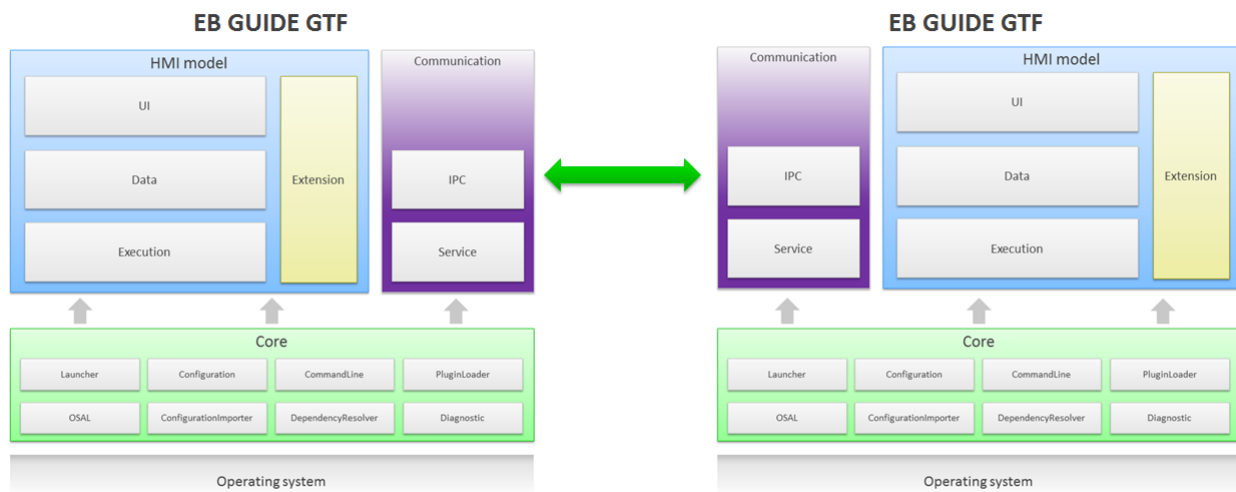 EB GUIDE GTF
HMI model
UI
Data
Execution
Extension
Communication
IPC
Service
Core
Launcher
Configuration
CommandLine
PluginLoader
OSAL
ConfigurationImporter
DependencyResolver
Diagnostic
Operating system
EB GUIDE GTF
Communication
IPC
Service
HMI model
UI
Data
Execution
Extension
Core
Launcher
Configuration
CommandLine
PluginLoader
OSAL
ConfigurationImporter
DependencyResolver
Diagnostic
Operating system